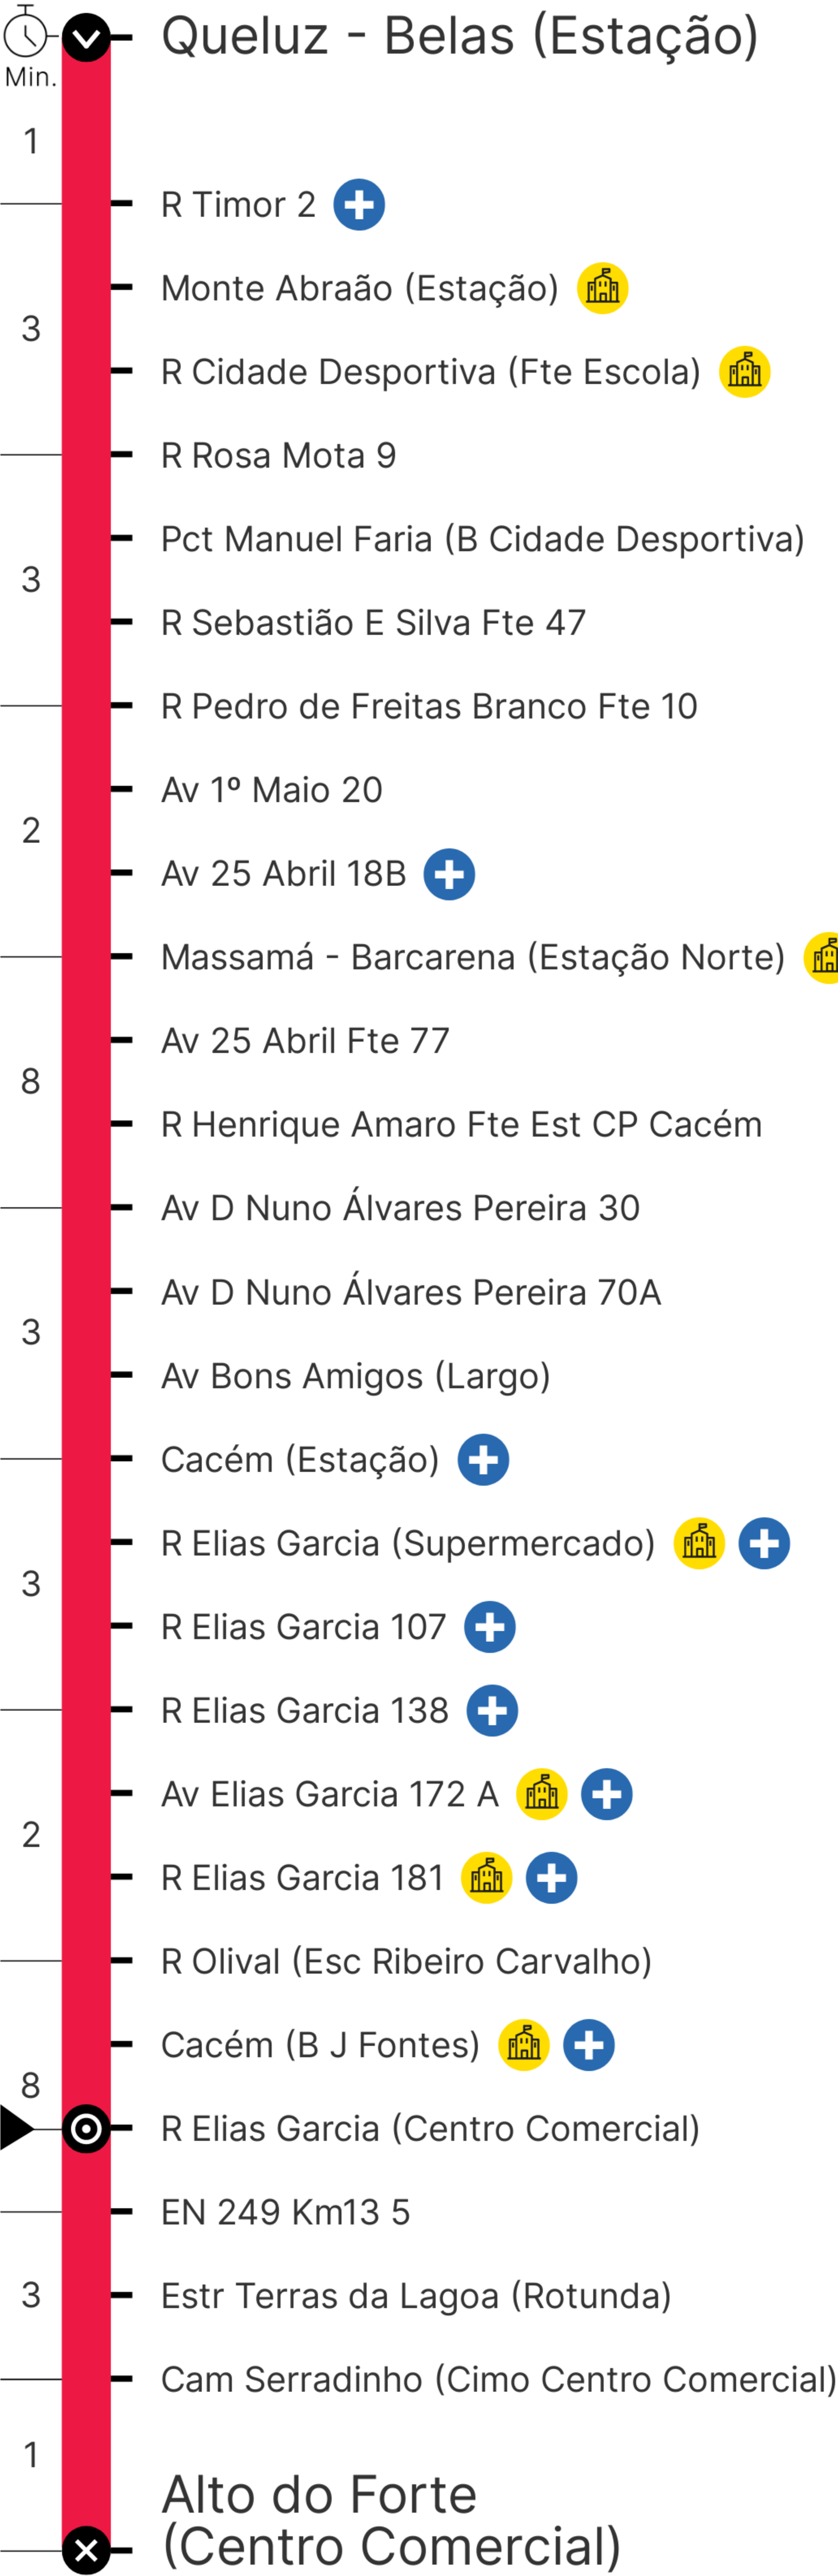 Queluz - Belas (Estação)
Min.
1
R Timor 2
Monte Abraão (Estação)
3
R Cidade Desportiva (Fte Escola)
R Rosa Mota 9
Pct Manuel Faria (B Cidade Desportiva)
3
R Sebastião E Silva Fte 47
R Pedro de Freitas Branco Fte 10
Av 1º Maio 20
2
Av 25 Abril 18B
Massamá - Barcarena (Estação Norte)
Av 25 Abril Fte 77
8
R Henrique Amaro Fte Est CP Cacém
Av D Nuno Álvares Pereira 30
Av D Nuno Álvares Pereira 70A
3
Av Bons Amigos (Largo)
Cacém (Estação)
R Elias Garcia (Supermercado)
3
R Elias Garcia 107
R Elias Garcia 138
Av Elias Garcia 172 A
2
R Elias Garcia 181
R Olival (Esc Ribeiro Carvalho)
Cacém (B J Fontes)
8
R Elias Garcia (Centro Comercial)
EN 249 Km13 5
3
Estr Terras da Lagoa (Rotunda)
Cam Serradinho (Cimo Centro Comercial)
1
Alto do Forte
(Centro Comercial)